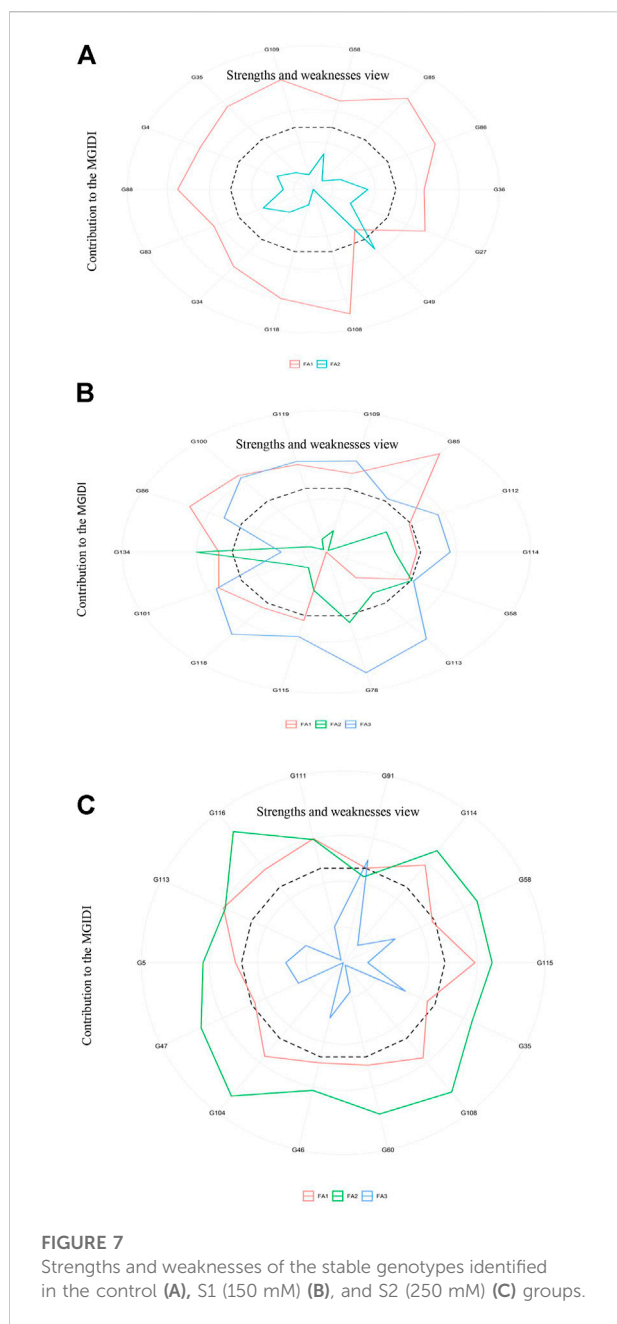 A
G109
G58
Strengths and weaknesses view
G35
G85
G4
G86
G88
G36
Contribution to the MGIDI
G83
G27
G34
G49
G118
G108
FA1 FA2
B
G119
G109
Strengths and weaknesses view
G100
G86
G112
G134
G114
Contribution to the MGIDI
G101
G58
G118
G113
G115
G78
FA1 FA2 FA3
C
G111
G91
Strengths and weaknesses view
G116
G114
G113
G58
G5
G115
Contribution to the MGIDI
G47
G35
G104
G108
G46
G60
FA1 FA2 FA3
FIGURE 7
Strengths and weaknesses of the stable genotypes identified
in the control (A), S1 (150 mM) (B), and S2 (250 mM) (C) groups.